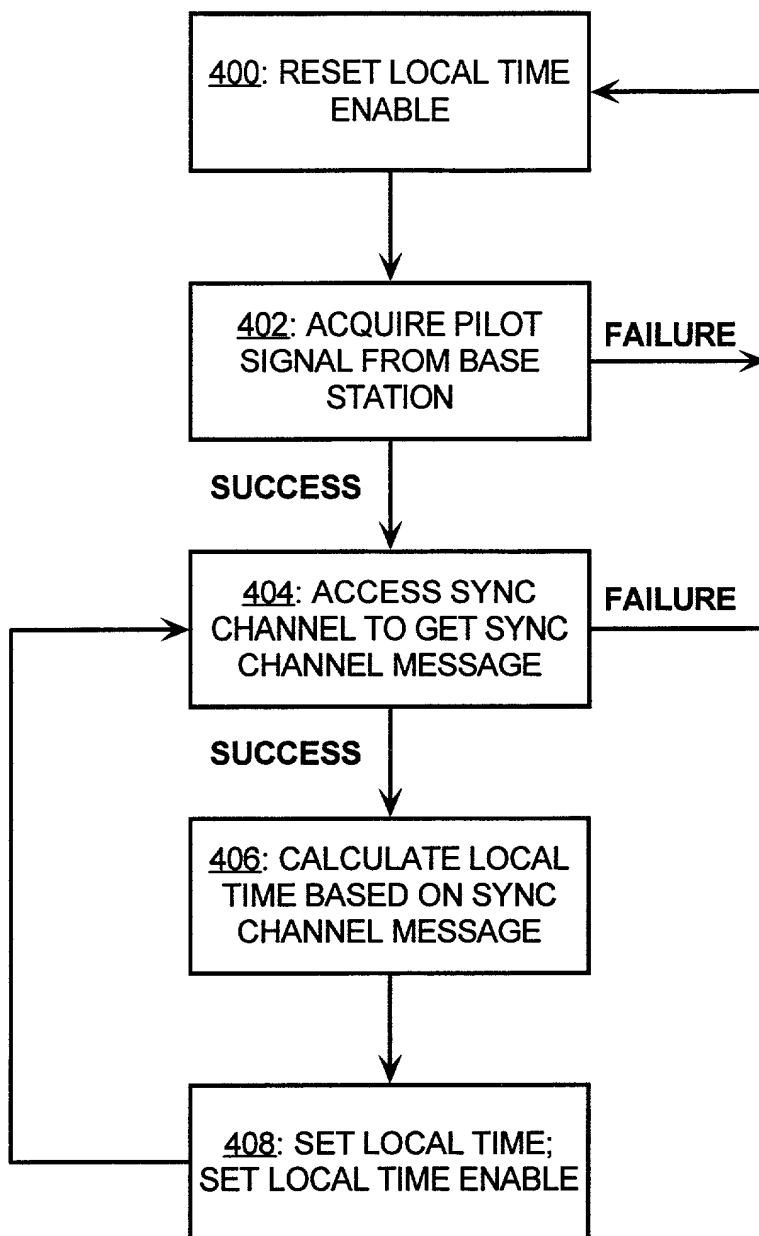 400: RESET LOCAL TIME
ENABLE
402: ACQUIRE PILOT
SIGNAL FROM BASE
STATION
FAILURE
SUCCESS
404: ACCESS SYNC
CHANNEL TO GET SYNC
CHANNEL MESSAGE
FAILURE
SUCCESS
406: CALCULATE LOCAL
TIME BASED ON SYNC
CHANNEL MESSAGE
408: SET LOCAL TIME;
SET LOCAL TIME ENABLE